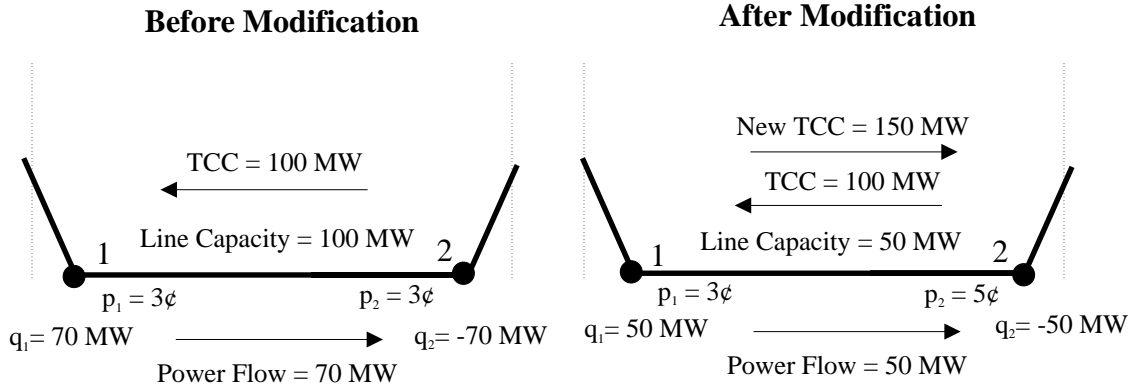 Before Modification
TCC = 100 MW
1
Line Capacity = 100 MW
2
p₁ = 3¢
p₂ = 3¢
q₁= 70 MW
q₂= -70 MW
Power Flow = 70 MW
After Modification
New TCC = 150 MW
TCC = 100 MW
1
Line Capacity = 50 MW
2
p₁ = 3¢
p₂ = 5¢
q₁= 50 MW
q₂= -50 MW
Power Flow = 50 MW